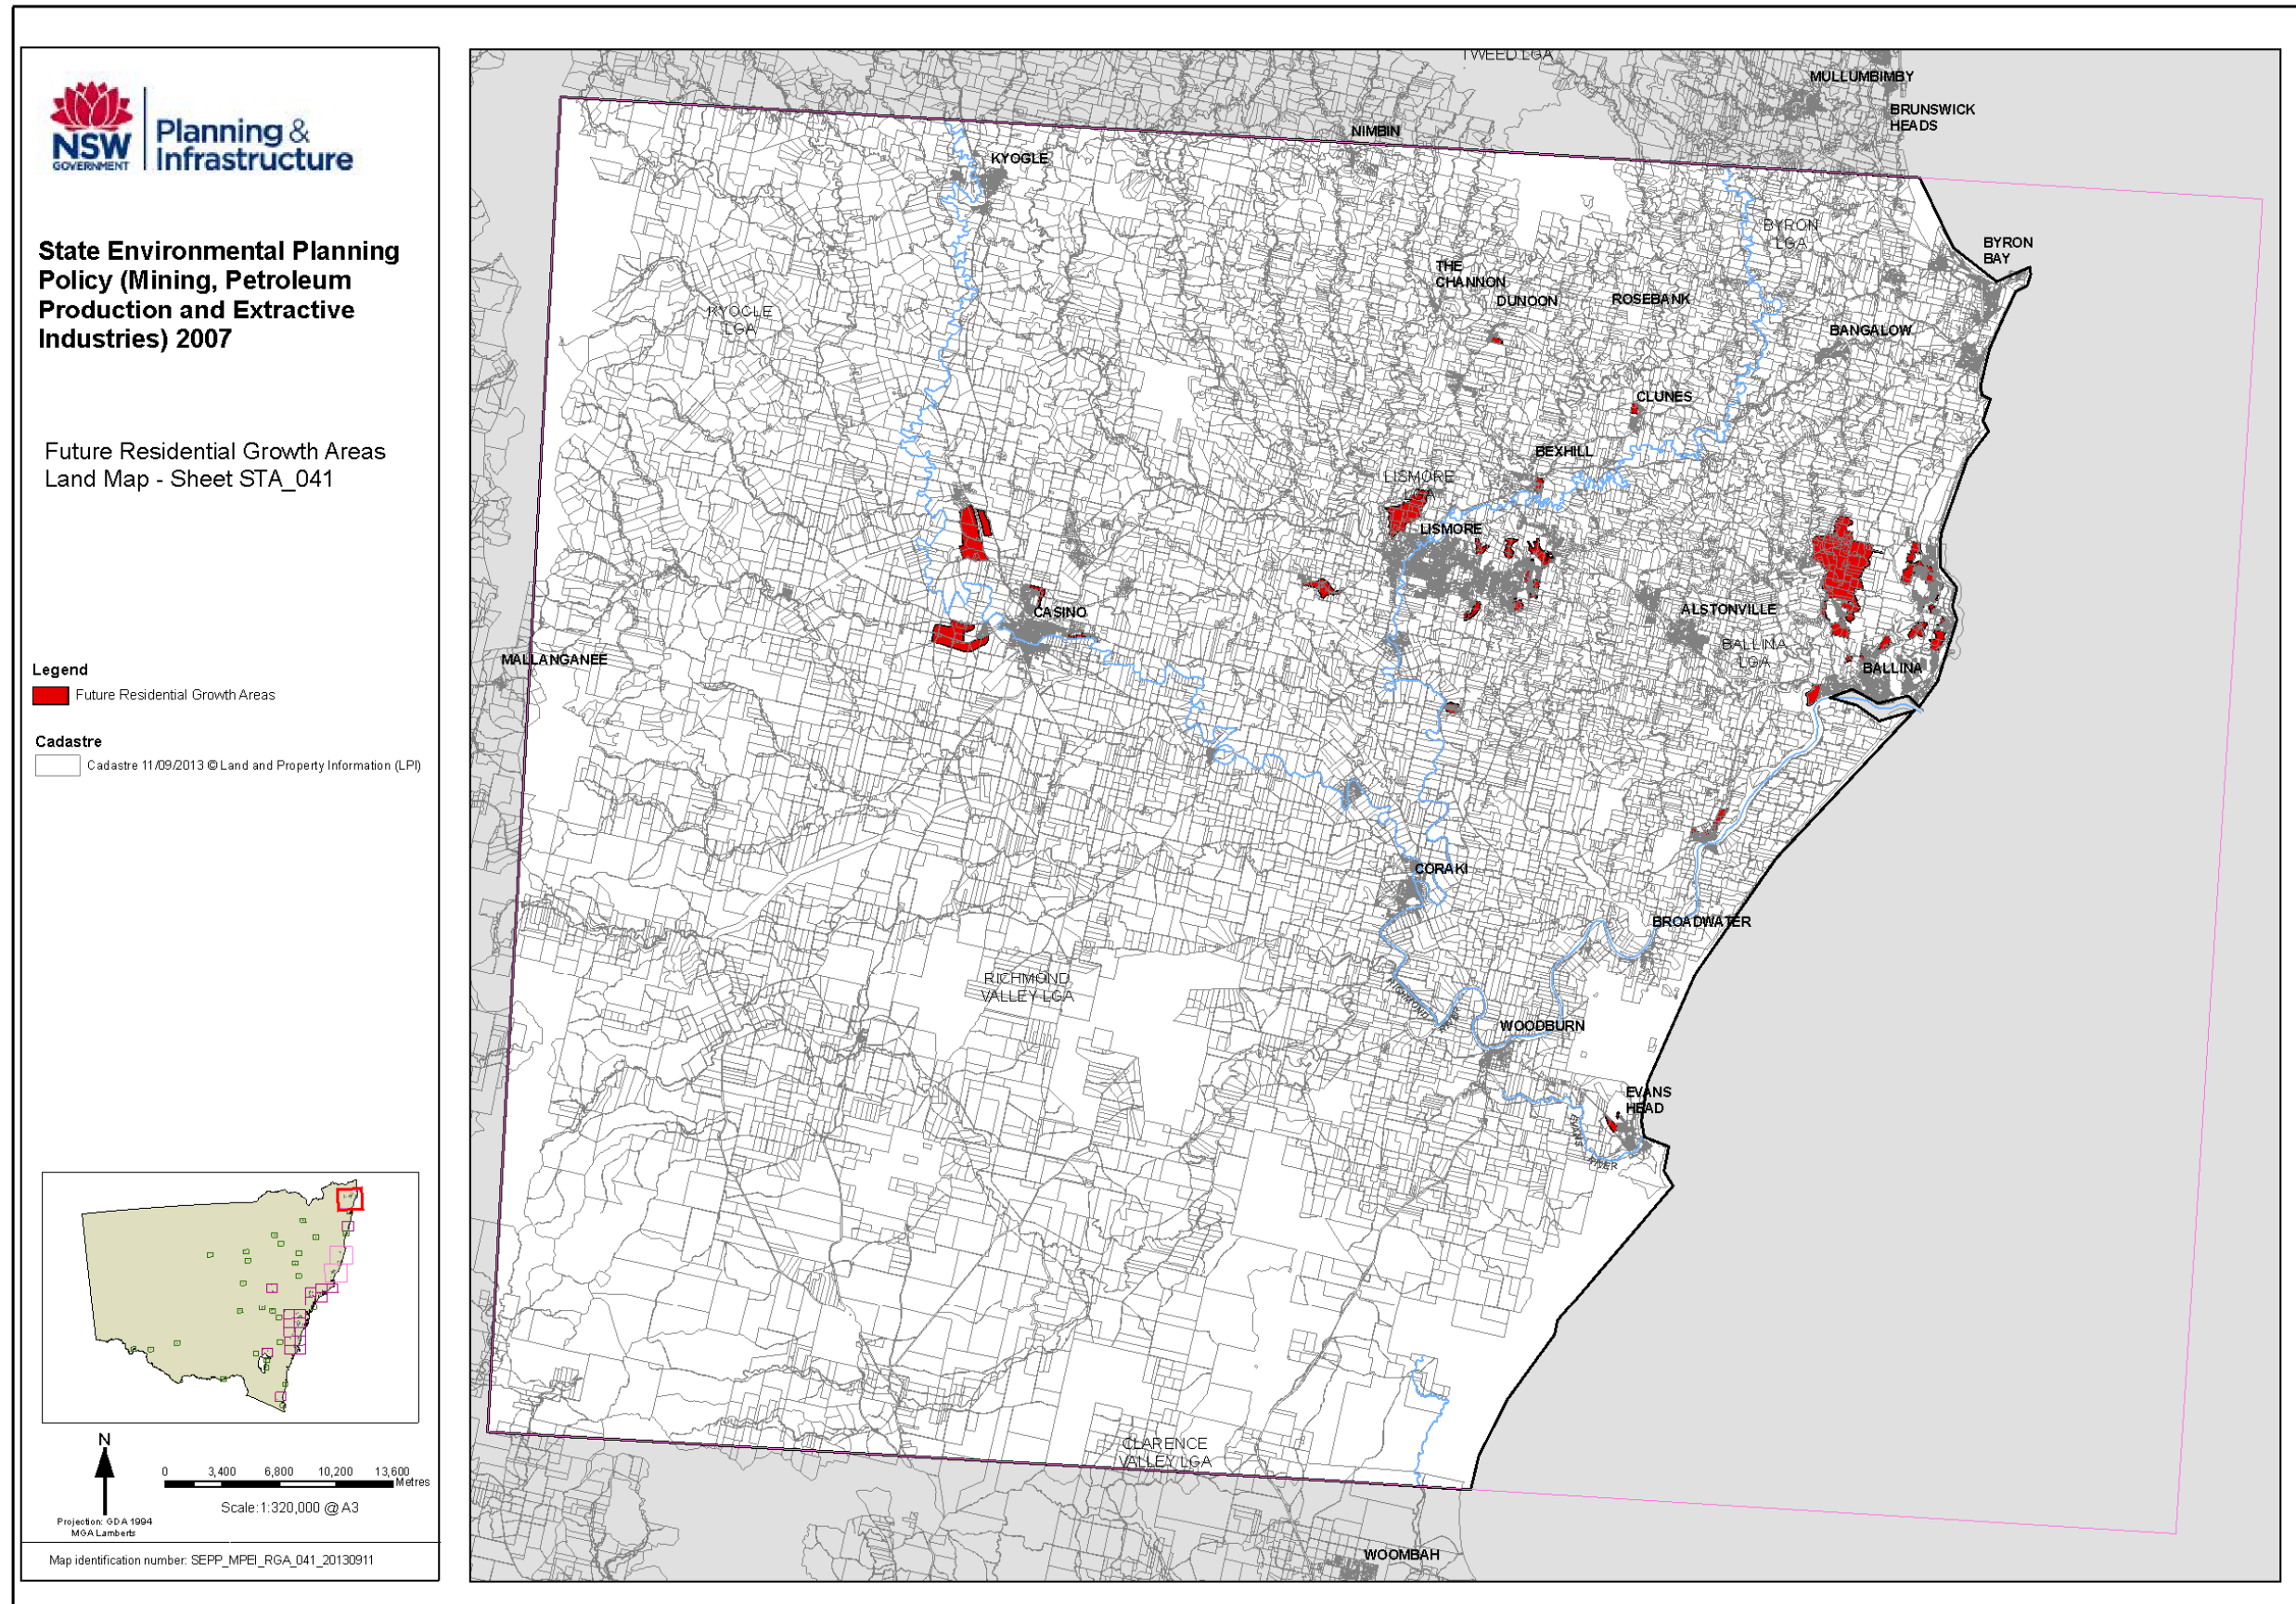 NSW
GOVERNMENT
Planning &
Infrastructure
State Environmental Planning
Policy (Mining, Petroleum
Production and Extractive
Industries) 2007
Future Residential Growth Areas
Land Map - Sheet STA_041
Legend
Future Residential Growth Areas
Cadastre
Cadastre 11/09/2013 © Land and Property Information (LPI)
N
0 3,400 6,800 10,200 13,600
Metres
Scale:1:320,000 @ A3
Projection: GDA 1994
MGA Lamberts
Map identification number: SEPP_MPEI_RGA_041_20130911
TWEED LGA
MULLUMBIMBY
BRUNSWICK
HEADS
NIMBIN
KYOGLE
BYRON
LGA
BYRON
BAY
THE
CHANNON
DUNOON
ROSEBANK
KYOGLE
LGA
BANGALOW
CLUNES
BEXHILL
LISMORE
LGA
LISMORE
CASINO
ALSTONVILLE
BALLINA
LGA
MALLANGANEE
BALLINA
CORAKI
BROADWATER
RICHMOND
VALLEY LGA
RICHMOND
RIVER
WOODBURN
EVANS
HEAD
EVANS
RIVER
CLARENCE
VALLEY LGA
WOOMBAH